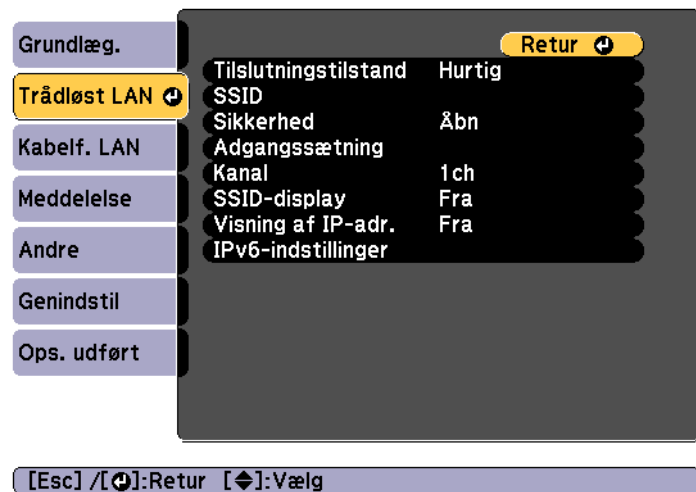 Grundlæg.
Trådløst LAN
Kabelf. LAN
Meddelelse
Andre
Genindstil
Ops. udført
Retur
Tilslutningstilstand Hurtig
SSID
Sikkerhed Åbn
Adgangssætning
Kanal 1ch
SSID-display Fra
Visning af IP-adr. Fra
IPv6-indstillinger
[Esc] /[⏎]:Retur [◆]:Vælg